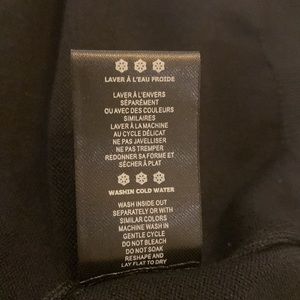 LAVER À L'EAU FROIDE
LAVER À L'ENVERS
SÉPARÉMENT
OU AVEC DES COULEURS
SIMILAIRES
LAVER À LA MACHINE
AU CYCLE DÉLICAT
NE PAS JAVELLISER
NE PAS TREMPER
REDONNER SA FORME ET
SÉCHER À PLAT
WASHIN COLD WATER
WASH INSIDE OUT
SEPARATELY OR WITH
SIMILAR COLORS
MACHINE WASH IN
GENTLE CYCLE
DO NOT BLEACH
DO NOT SOAK
RESHAPE AND
LAY FLAT TO DRY